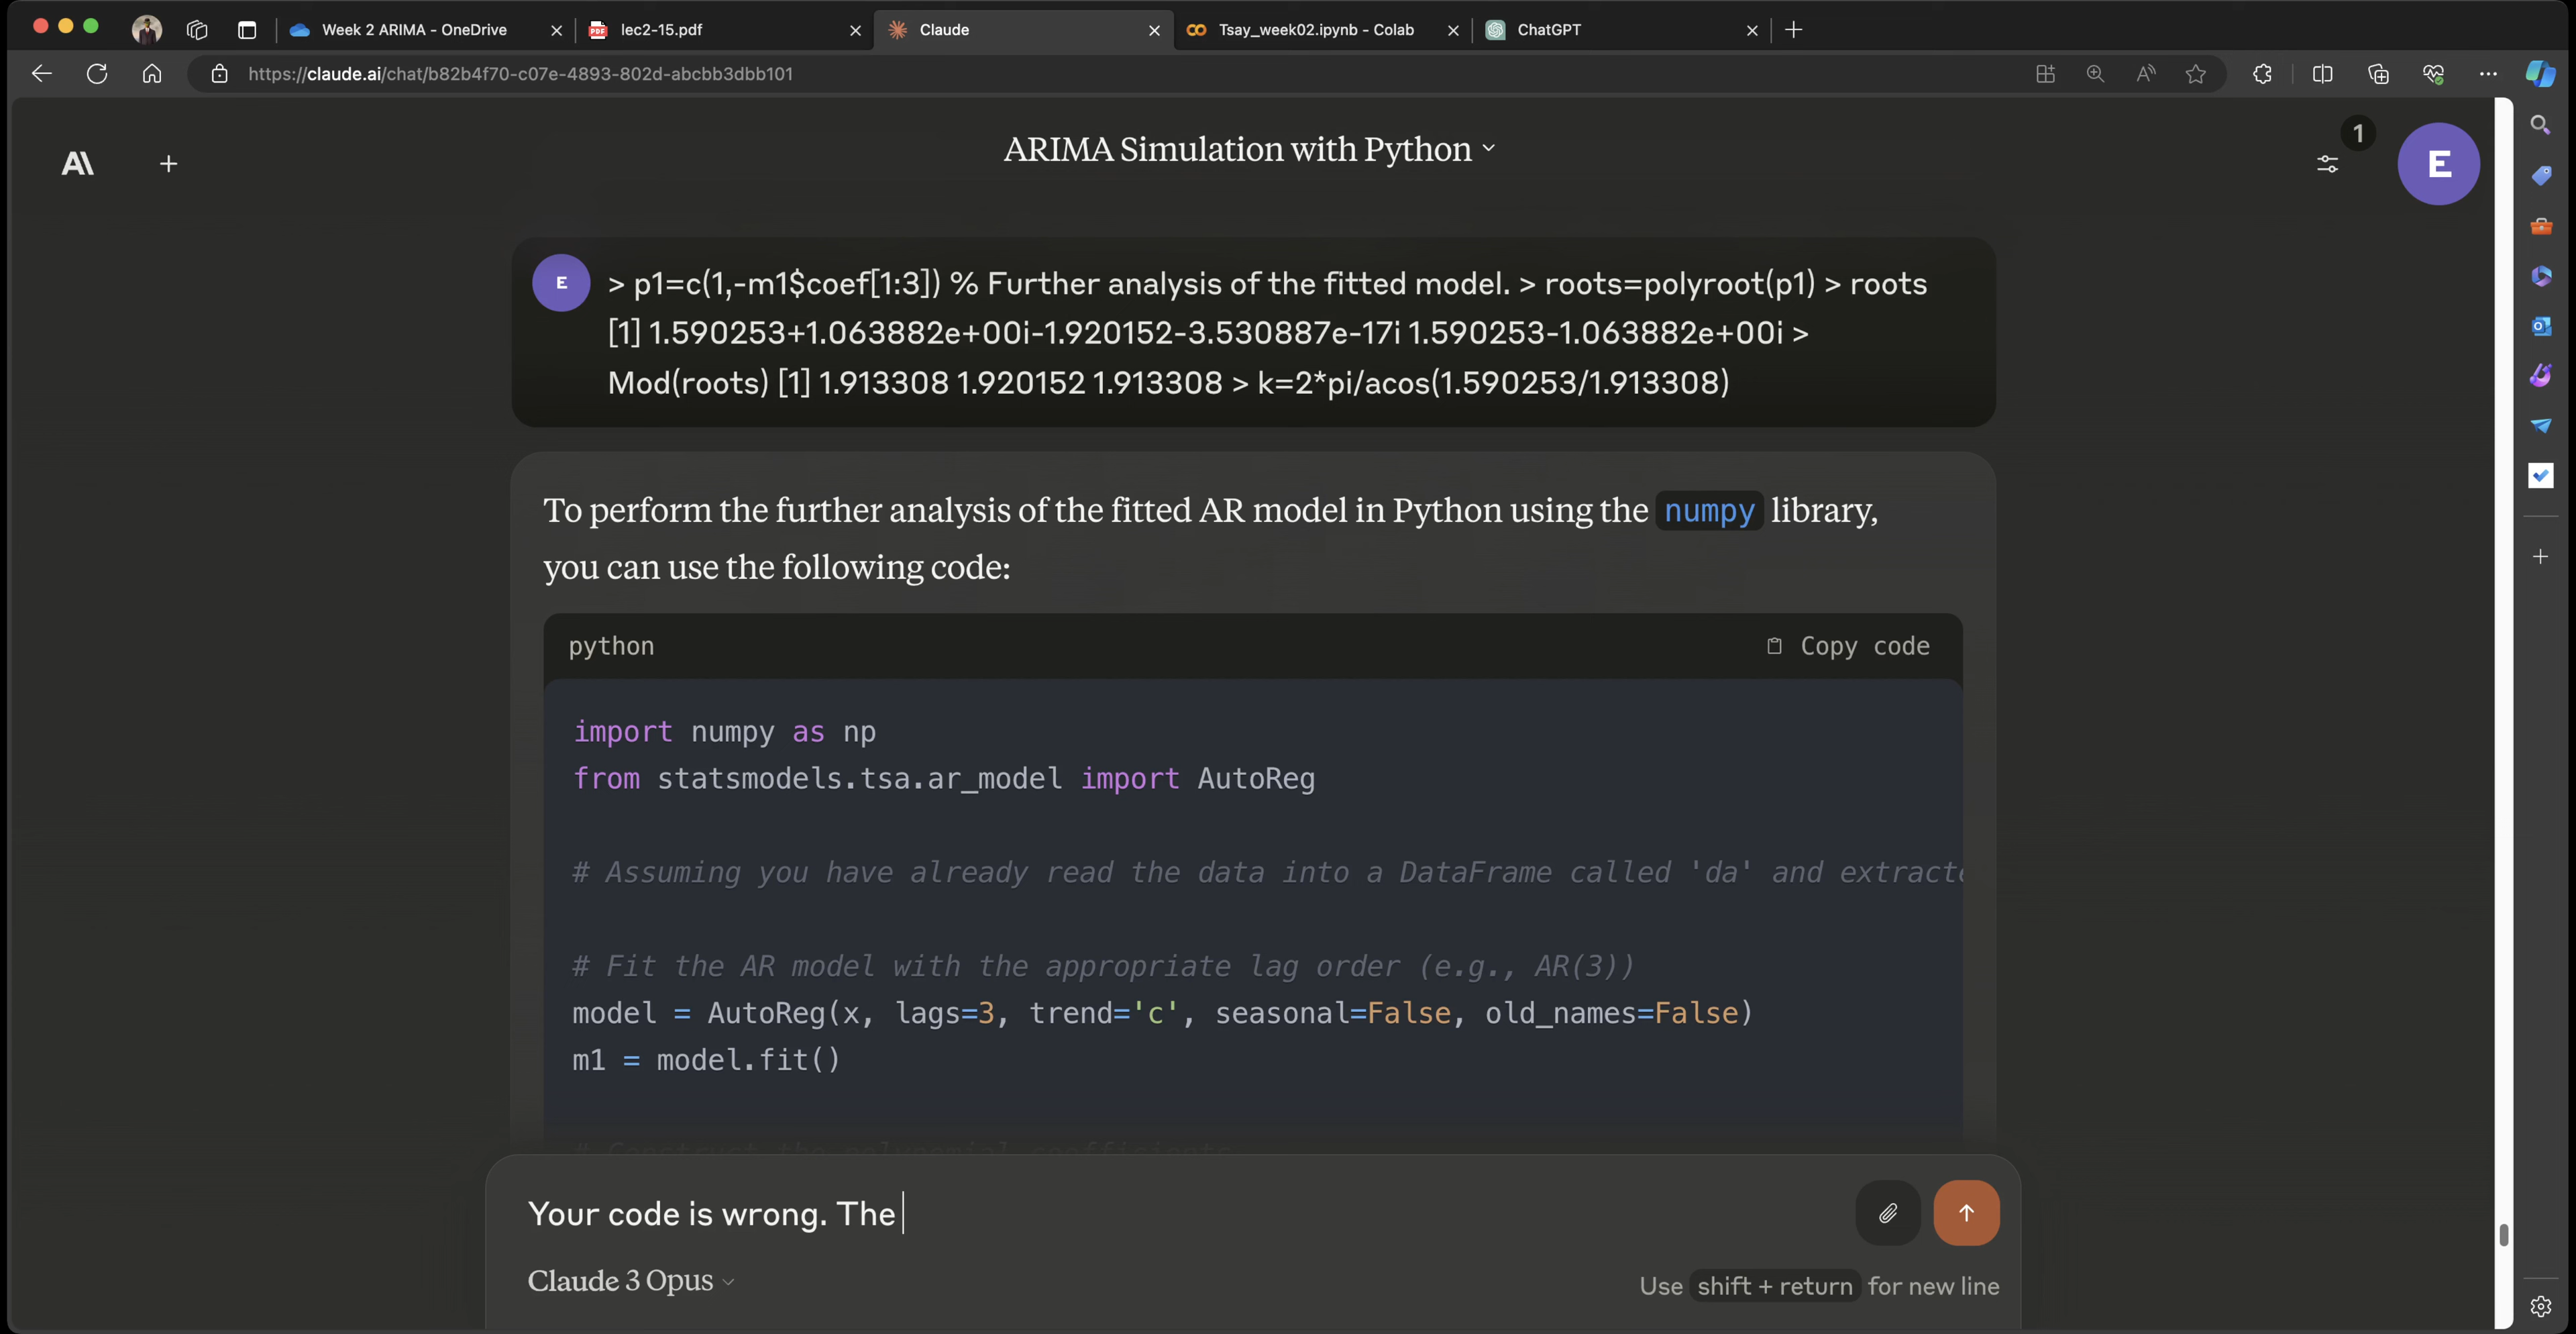 Week 2 ARIMA - OneDrive
lec2-15.pdf
Claude
Tsay_week02.ipynb - Colab
ChatGPT
https://claude.ai/chat/b82b4f70-c07e-4893-802d-abcbb3dbb101
ARIMA Simulation with Python
1
E
E
> p1=c(1,-m1$coef[1:3]) % Further analysis of the fitted model. > roots=polyroot(p1) > roots
[1] 1.590253+1.063882e+00i-1.920152-3.530887e-17i 1.590253-1.063882e+00i >
Mod(roots) [1] 1.913308 1.920152 1.913308 > k=2*pi/acos(1.590253/1.913308)
To perform the further analysis of the fitted AR model in Python using the numpy library,
you can use the following code:
python
Copy code
import numpy as np
from statsmodels.tsa.ar_model import AutoReg
# Assuming you have already read the data into a DataFrame called 'da' and extracte
# Fit the AR model with the appropriate lag order (e.g., AR(3))
model = AutoReg(x, lags=3, trend='c', seasonal=False, old_names=False)
m1 = model.fit()
# Construct the polynomial coefficients
Your code is wrong. The
Claude 3 Opus
Use shift + return for new line